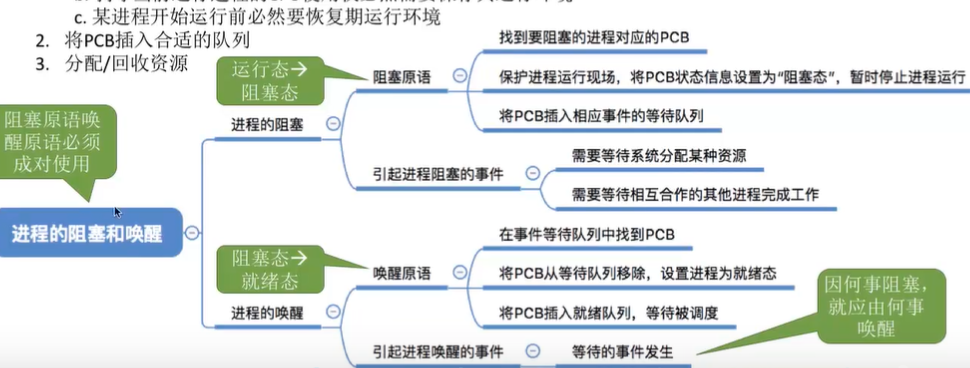 c. 某进程开始运行前必然要恢复期运行环境
2. 将PCB插入合适的队列
3. 分配/回收资源
阻塞原语唤
醒原语必须
成对使用
进程的阻塞和唤醒
进程的阻塞
运行态→
阻塞态
阻塞原语
找到要阻塞的进程对应的PCB
保护进程运行现场，将PCB状态信息设置为“阻塞态”，暂时停止进程运行
将PCB插入相应事件的等待队列
引起进程阻塞的事件
需要等待系统分配某种资源
需要等待相互合作的其他进程完成工作
进程的唤醒
阻塞态→
就绪态
唤醒原语
在事件等待队列中找到PCB
将PCB从等待队列移除，设置进程为就绪态
将PCB插入就绪队列，等待被调度
引起进程唤醒的事件
等待的事件发生
因何事阻塞，
就应由何事
唤醒